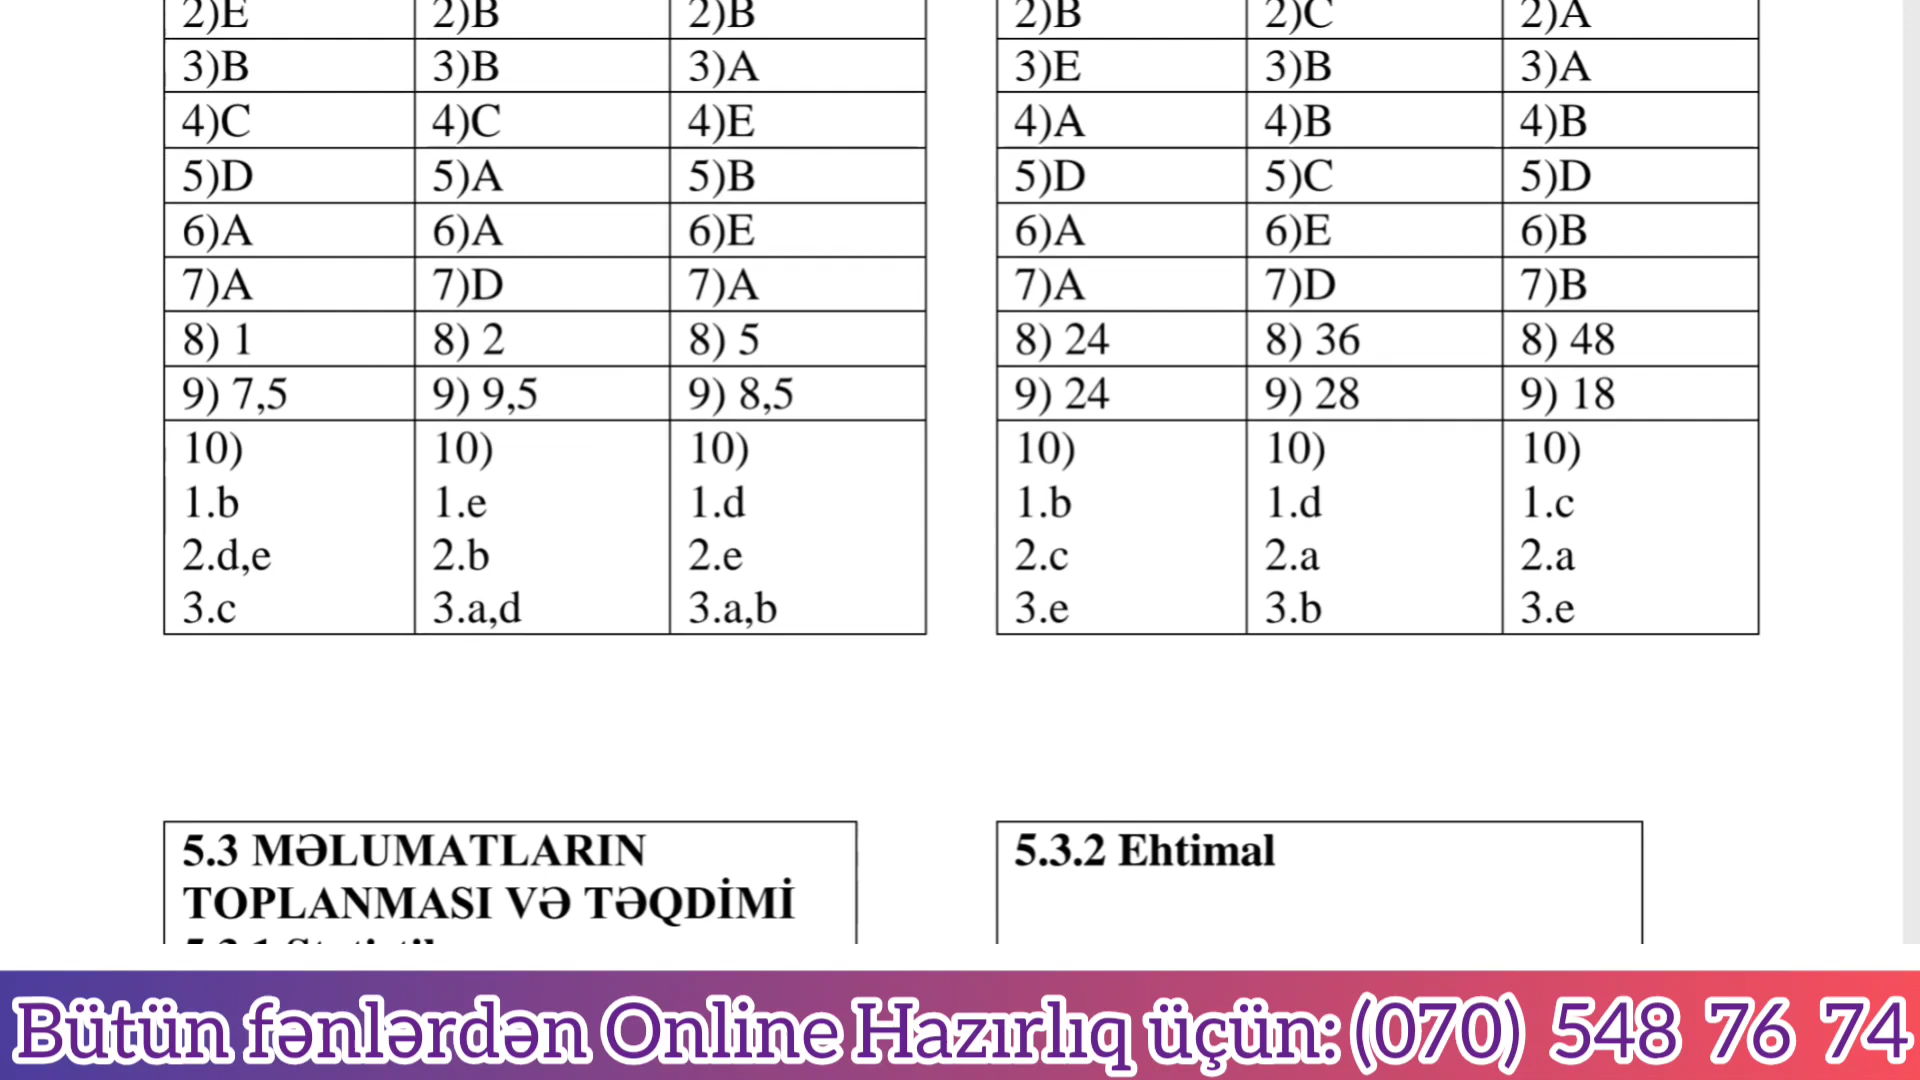 2)E 2)B 2)B 2)B 2)C 2)A
3)B 3)B 3)A 3)E 3)B 3)A
4)C 4)C 4)E 4)A 4)B 4)B
5)D 5)A 5)B 5)D 5)C 5)D
6)A 6)A 6)E 6)A 6)E 6)B
7)A 7)D 7)A 7)A 7)D 7)B
8) 1 8) 2 8) 5 8) 24 8) 36 8) 48
9) 7,5 9) 9,5 9) 8,5 9) 24 9) 28 9) 18
10) 10) 10) 10) 10) 10)
1.b 1.e 1.d 1.b 1.d 1.c
2.d,e 2.b 2.e 2.c 2.a 2.a
3.c 3.a,d 3.a,b 3.e 3.b 3.e
5.3 MƏLUMATLARIN
TOPLANMASI VƏ TƏQDİMİ
5.3.2 Ehtimal
Bütün fənlərdən Online Hazırlıq üçün: (070) 548 76 74